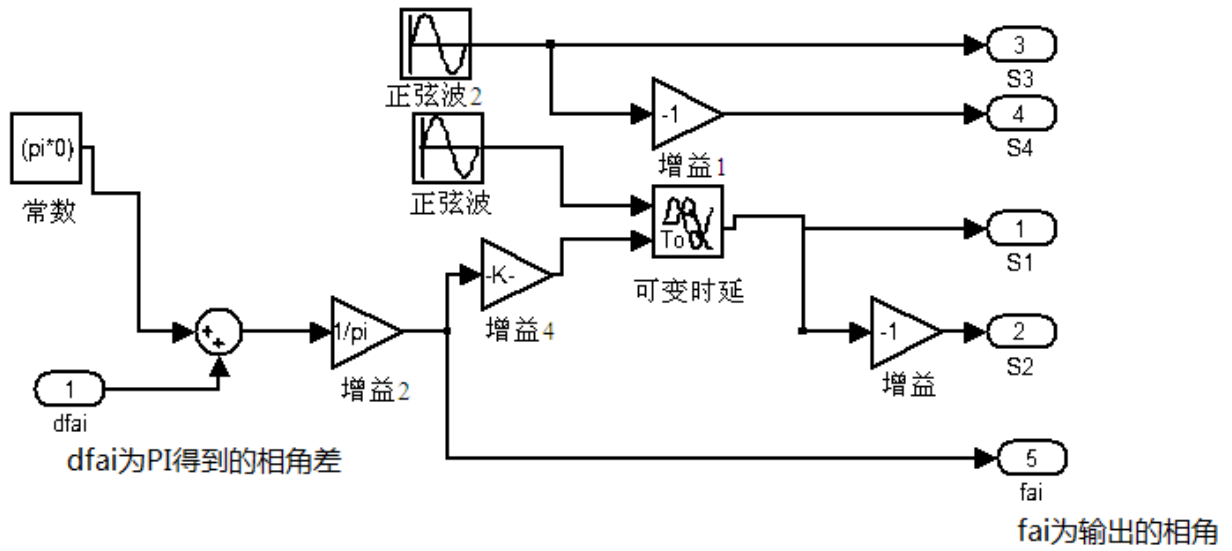 3
S3
正弦波2
-1
4
S4
增益1
(pi*0)
常数
正弦波
To
可变时延
1
S1
-K-
增益4
1/pi
增益2
-1
增益
2
S2
+
+
1
dfai
dfai为PI得到的相角差
5
fai
fai为输出的相角